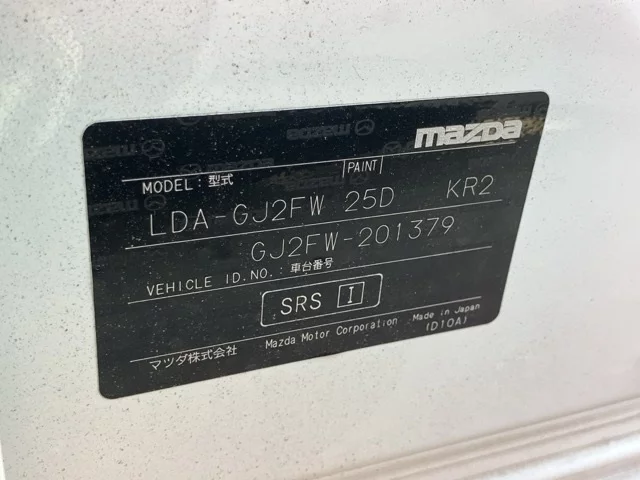 mazda
MODEL:型式 PAINT
LDA-GJ2FW 25D KR2
GJ2FW-201379
VEHICLE ID.NO.:車台番号
SRS I
マツダ株式会社 Mazda Motor Corporation Made in Japan
(D10A)